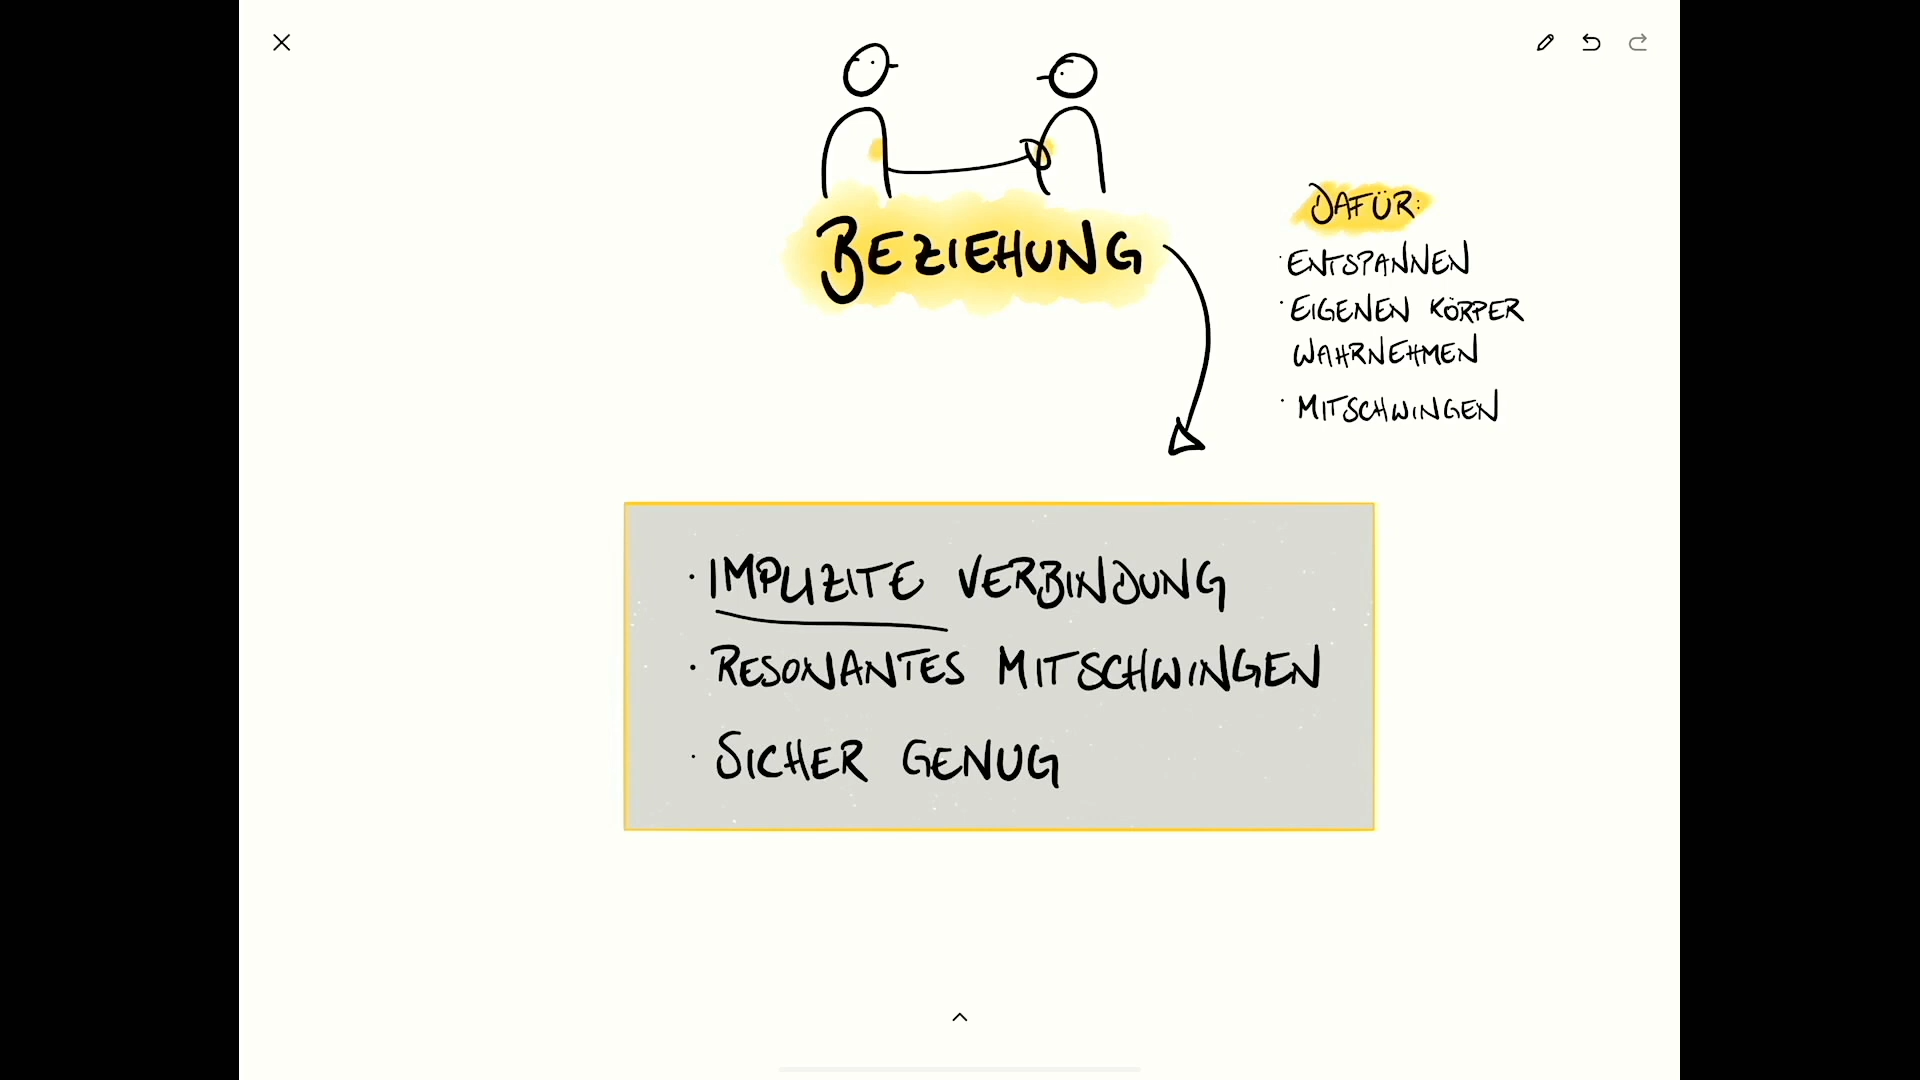 BEZIEHUNG
DAFÜR:
· ENTSPANNEN
· EIGENEN KÖRPER
WAHRNEHMEN
· MITSCHWINGEN
· IMPLIZITE VERBINDUNG
· RESONANTES MITSCHWINGEN
· SICHER GENUG